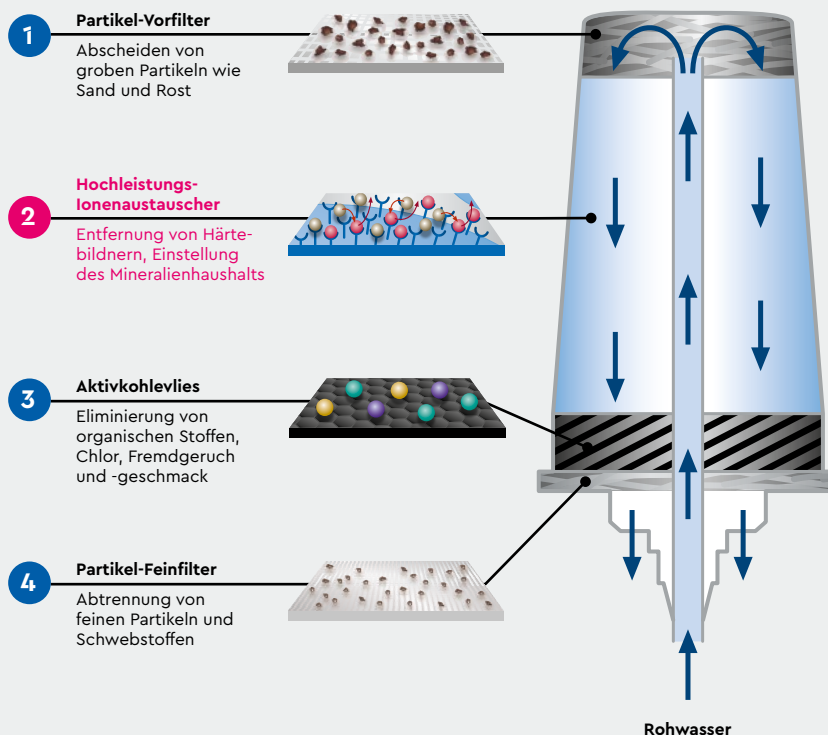 1
Partikel-Vorfilter
Abscheiden von
groben Partikeln wie
Sand und Rost
2
Hochleistungs-
Ionenaustauscher
Entfernung von Härte-
bildnern, Einstellung
des Mineralienhaushalts
3
Aktivkohlevlies
Eliminierung von
organischen Stoffen,
Chlor, Fremdgeruch
und -geschmack
4
Partikel-Feinfilter
Abtrennung von
feinen Partikeln und
Schwebstoffen
Rohwasser